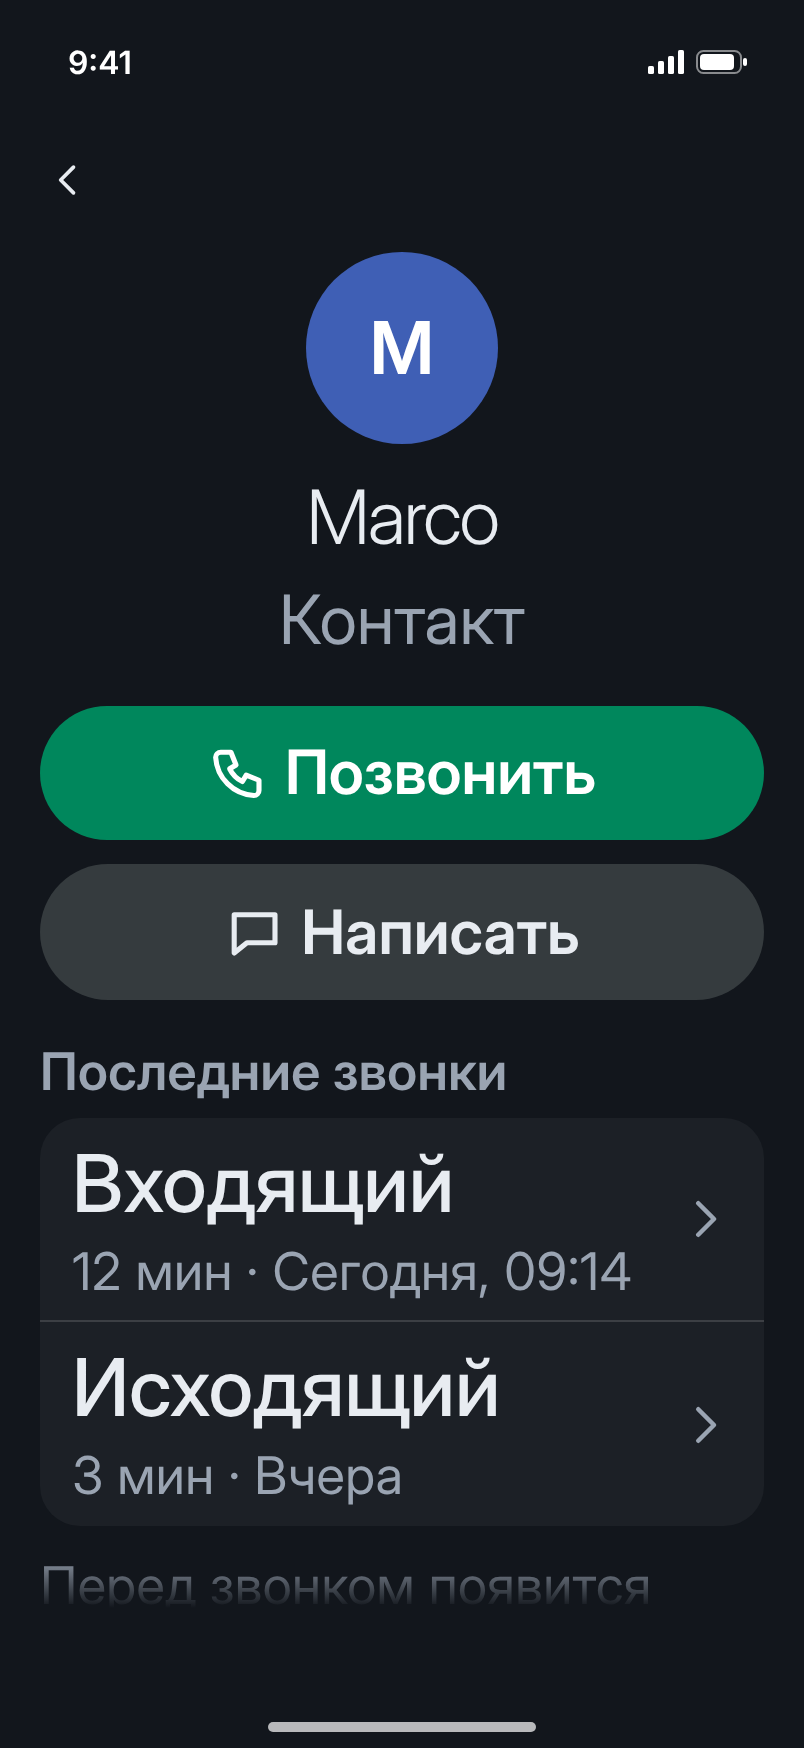 9:41
M
Marco
Контакт
Позвонить
Написать
Последние звонки
Входящий
12 мин · Сегодня, 09:14
Исходящий
3 мин · Вчера
Перед звонком появится